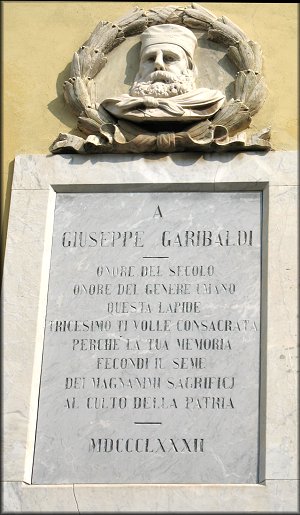 A
GIUSEPPE GARIBALDI
ONORE DEL SECOLO
ONORE DEL GENERE UMANO
QUESTA LAPIDE
TRICESIMO TI VOLLE CONSACRATA
PERCHÈ LA TUA MEMORIA
FECONDI IL SEME
DEI MAGNANIMI SAGRIFICJ
AL CULTO DELLA PATRIA
MDCCCLXXXII